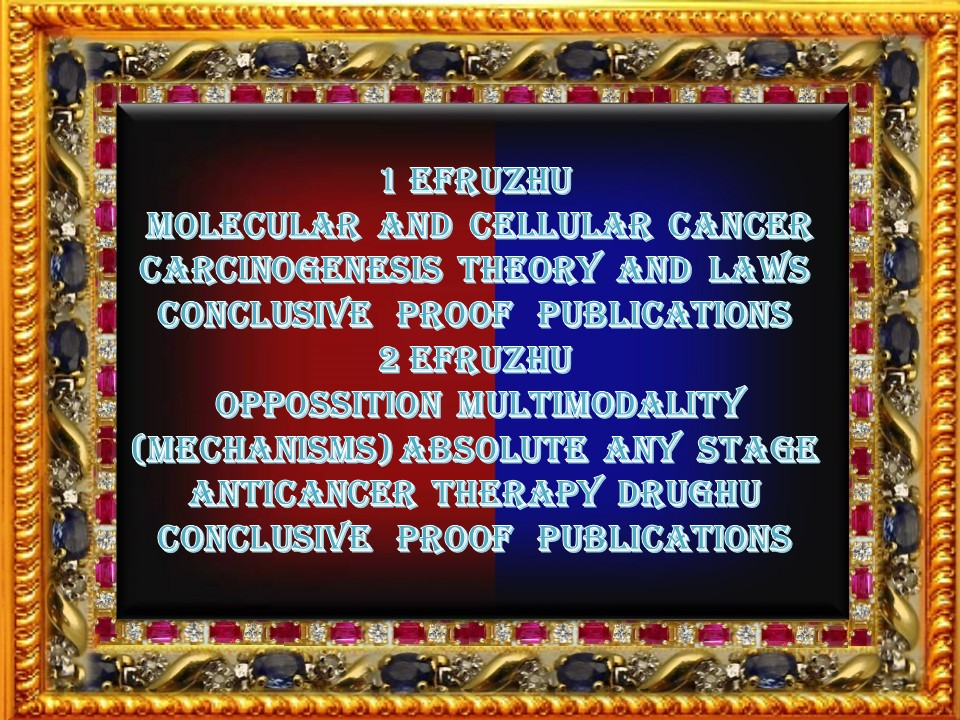 1 EFRUZHU
MOLECULAR AND CELLULAR CANCER
CARCINOGENESIS THEORY AND LAWS
CONCLUSIVE PROOF PUBLICATIONS
2 EFRUZHU
OPPOSSITION MULTIMODALITY
(MECHANISMS) ABSOLUTE ANY STAGE
ANTICANCER THERAPY DRUGHU
CONCLUSIVE PROOF PUBLICATIONS